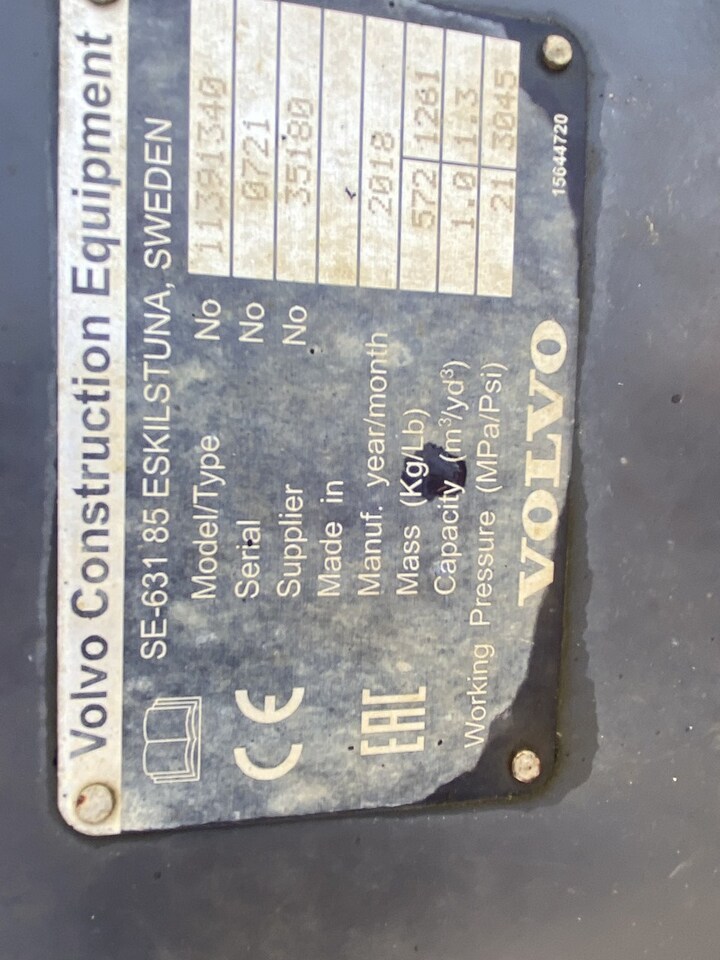 Volvo Construction Equipment
SE-631 85 ESKILSTUNA, SWEDEN
Model/Type No 11391340
Serial No 0721
Supplier No 35180
Made in
Manuf. year/month 2018
Mass (Kg/Lb) 572 1261
Capacity (m³/yd³) 1.0 1.3
Working Pressure (MPa/Psi) 21 3045
CE
EAC
VOLVO
15644720